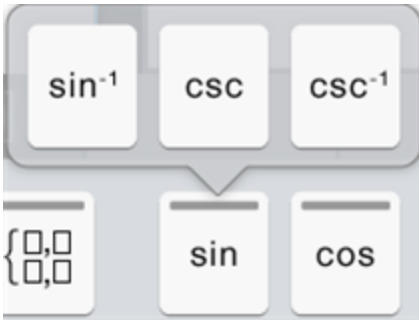 sin⁻¹ csc csc⁻¹
{▯,▯ sin cos
▯,▯